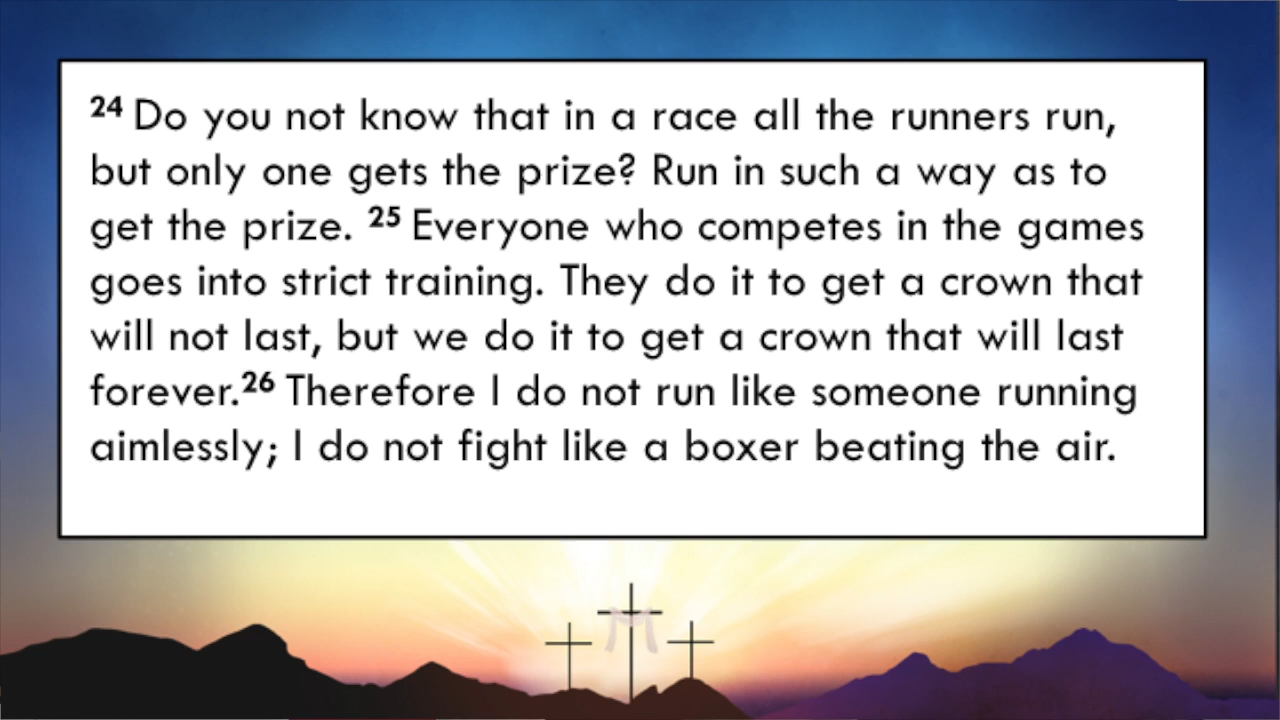 24 Do you not know that in a race all the runners run,
but only one gets the prize? Run in such a way as to
get the prize. 25 Everyone who competes in the games
goes into strict training. They do it to get a crown that
will not last, but we do it to get a crown that will last
forever.26 Therefore I do not run like someone running
aimlessly; I do not fight like a boxer beating the air.